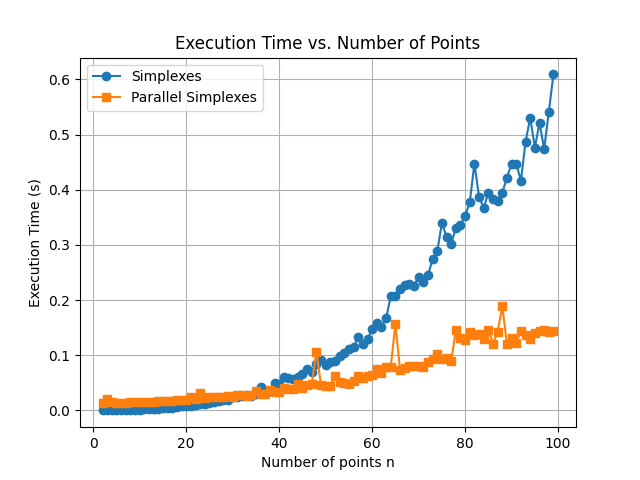 Execution Time vs. Number of Points
Simplexes
Parallel Simplexes
Execution Time (s)
0.6
0.5
0.4
0.3
0.2
0.1
0.0
0 20 40 60 80 100
Number of points n